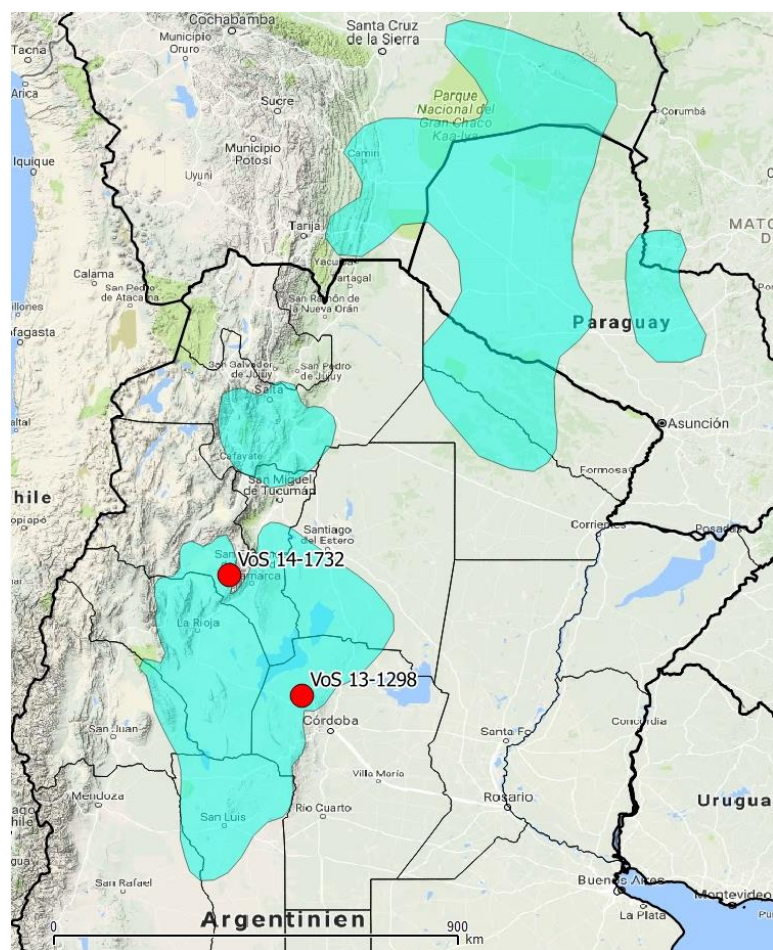 Cochabamba
Tacna
Municipio
Oruro
Santa Cruz
de la Sierra
Arica
Parque
Nacional del
Gran Chaco
Kaa-Iya
Sucre
Corumbá
Municipio
Potosí
Iquique
Camiri
Uyuni
Tarija
MATO
Yacuiba
Tartagal
Calama
San Pedro
de Atacama
San Ramón de
la Nueva Orán
Paraguay
San Salvador
de Jujuy
San Pedro
de Jujuy
Salta
Asunción
Cafayate
Formosa
San Miguel
de Tucumán
hile
Corrientes
Posadas
Santiago
del Estero
VoS 14-1732
La Rioja
VoS 13-1298
Córdoba
San Juan
Santa Fe
Concordia
Villa María
Mendoza
Río Cuarto
Rosario
Urugua
San Luis
San Rafael
Buenos Aires
Montevideo
La Plata
Argentinien
0
900
km